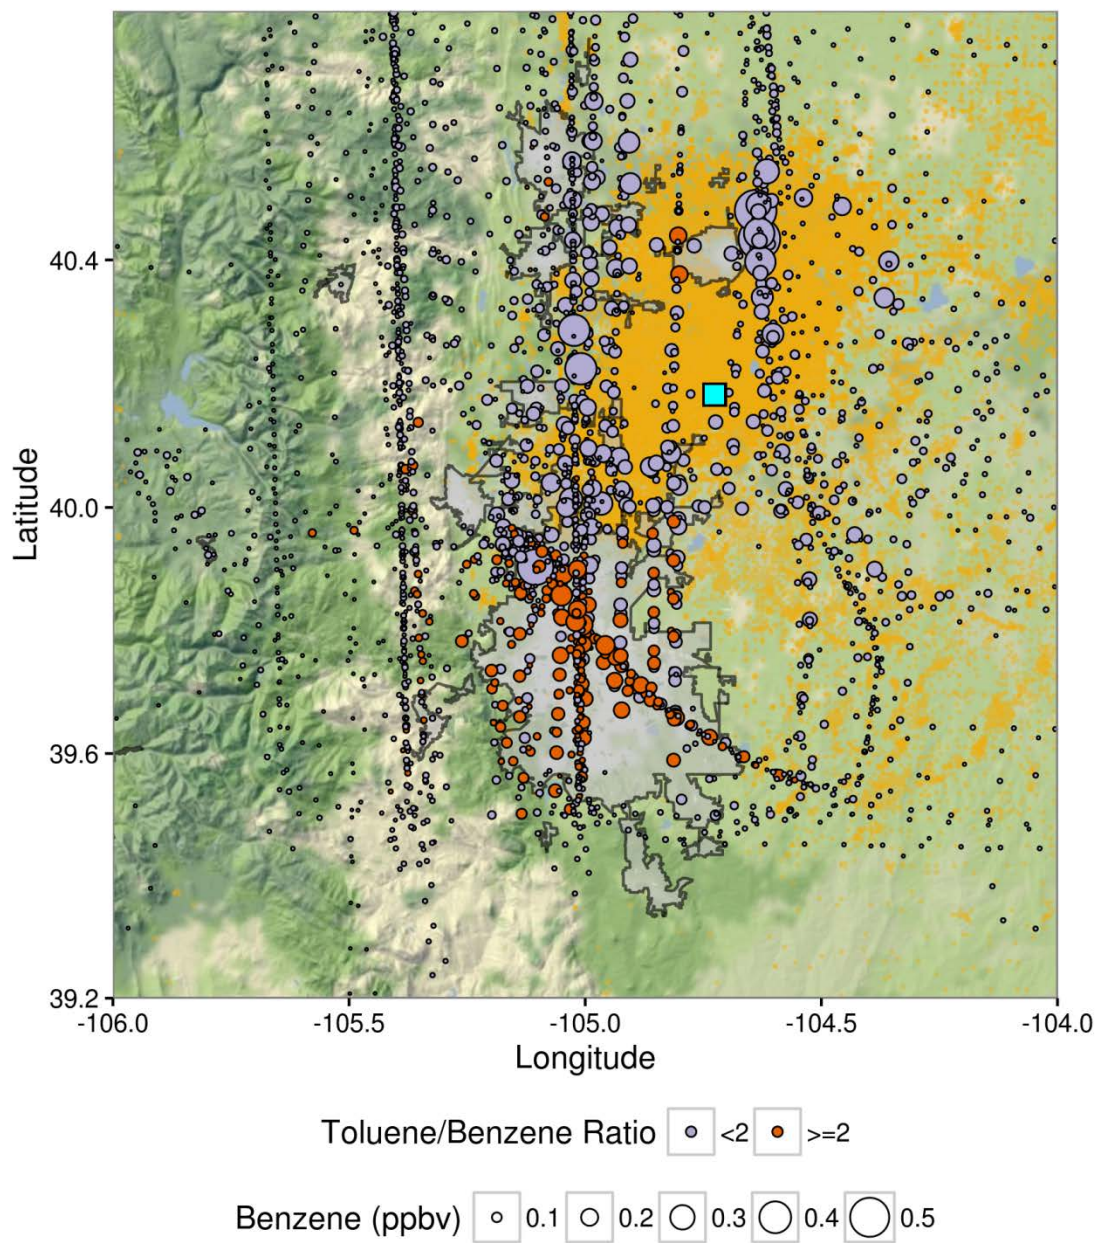 40.4
40.0
39.6
39.2
Latitude
-106.0 -105.5 -105.0 -104.5 -104.0
Longitude
Toluene/Benzene Ratio <2 >=2
Benzene (ppbv) 0.1 0.2 0.3 0.4 0.5